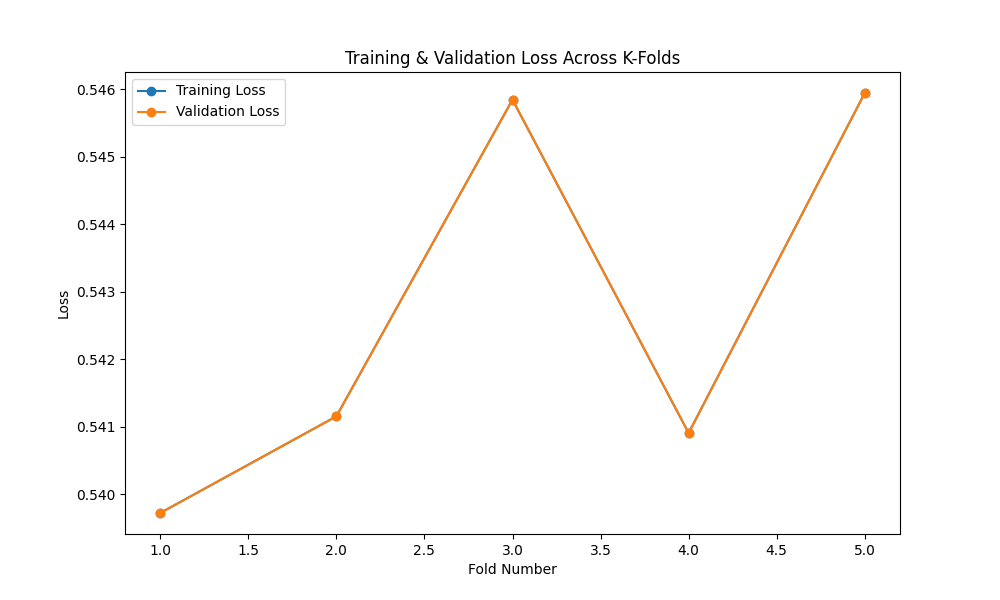 Training & Validation Loss Across K-Folds
Training Loss
Validation Loss
0.546
0.545
0.544
0.543
0.542
0.541
0.540
Loss
1.0 1.5 2.0 2.5 3.0 3.5 4.0 4.5 5.0
Fold Number